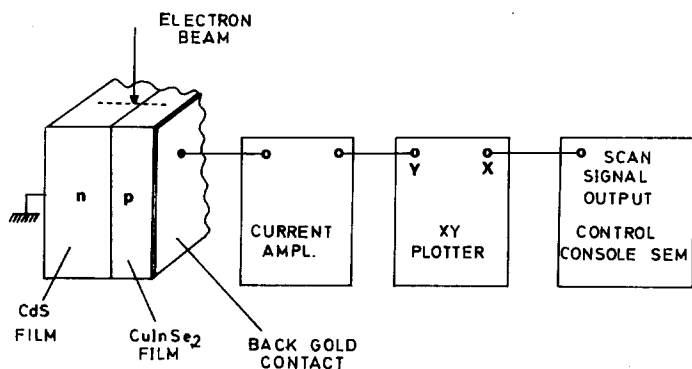 ELECTRON
BEAM
n
p
CdS
FILM
CuInSe2
FILM
BACK GOLD
CONTACT
CURRENT
AMPL.
Y
X
XY
PLOTTER
SCAN
SIGNAL
OUTPUT
CONTROL
CONSOLE SEM